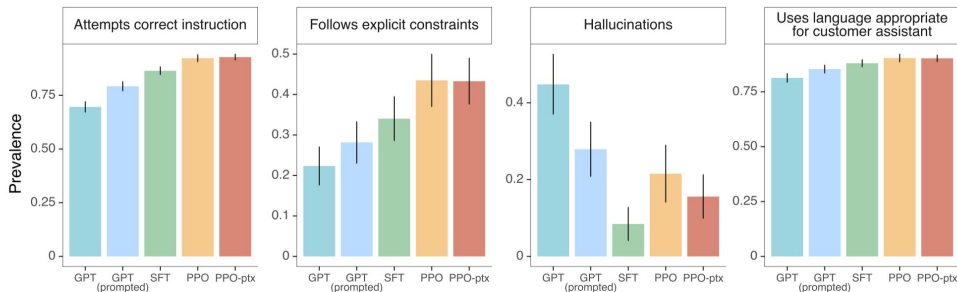 Attempts correct instruction
Follows explicit constraints
Hallucinations
Uses language appropriate
for customer assistant
Prevalence
0.75
0.50
0.25
0
GPT
GPT
(prompted)
SFT
PPO
PPO-ptx
0.5
0.4
0.3
0.2
0.1
0
GPT
GPT
(prompted)
SFT
PPO
PPO-ptx
0.4
0.2
0
GPT
GPT
(prompted)
SFT
PPO
PPO-ptx
0.75
0.50
0.25
0
GPT
GPT
(prompted)
SFT
PPO
PPO-ptx